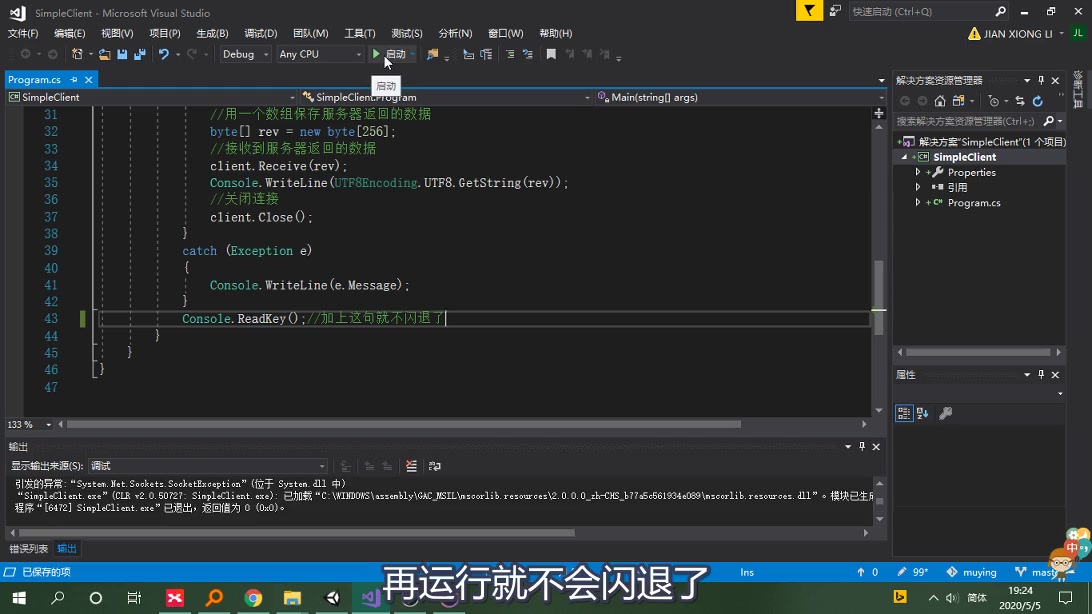 SimpleClient - Microsoft Visual Studio
快速启动 (Ctrl+Q)
文件(F) 编辑(E) 视图(V) 项目(P) 生成(B) 调试(D) 团队(M) 工具(T) 测试(S) 分析(N) 窗口(W) 帮助(H)
JIAN XIONG LI JL
Debug Any CPU 启动
Program.cs
启动
解决方案资源管理器
诊断工具
SimpleClient SimpleClient.Program Main(string[] args)
搜索解决方案资源管理器(Ctrl+;)
解决方案"SimpleClient"(1 个项目)
SimpleClient
Properties
引用
Program.cs
31 //用一个数组保存服务器返回的数据
32 byte[] rev = new byte[256];
33 //接收到服务器返回的数据
34 client.Receive(rev);
35 Console.WriteLine(UTF8Encoding.UTF8.GetString(rev));
36 //关闭连接
37 client.Close();
38 }
39 catch (Exception e)
40 {
41 Console.WriteLine(e.Message);
42 }
43 Console.ReadKey();//加上这句就不闪退了
44 }
45 }
46 }
47
属性
133 %
输出
显示输出来源(S): 调试
引发的异常:“System.Net.Sockets.SocketException”(位于 System.dll 中)
“SimpleClient.exe”(CLR v2.0.50727: SimpleClient.exe): 已加载“C:\WINDOWS\assembly\GAC_MSIL\mscorlib.resources\2.0.0.0_zh-CHS_b77a5c561934e089\mscorlib.resources.dll”。模块已生成
程序“[6472] SimpleClient.exe”已退出，返回值为 0 (0x0)。
错误列表 输出
中
已保存的项 Ins 0 99* muying
再运行就不会闪退了
简体
19:24
2020/5/5